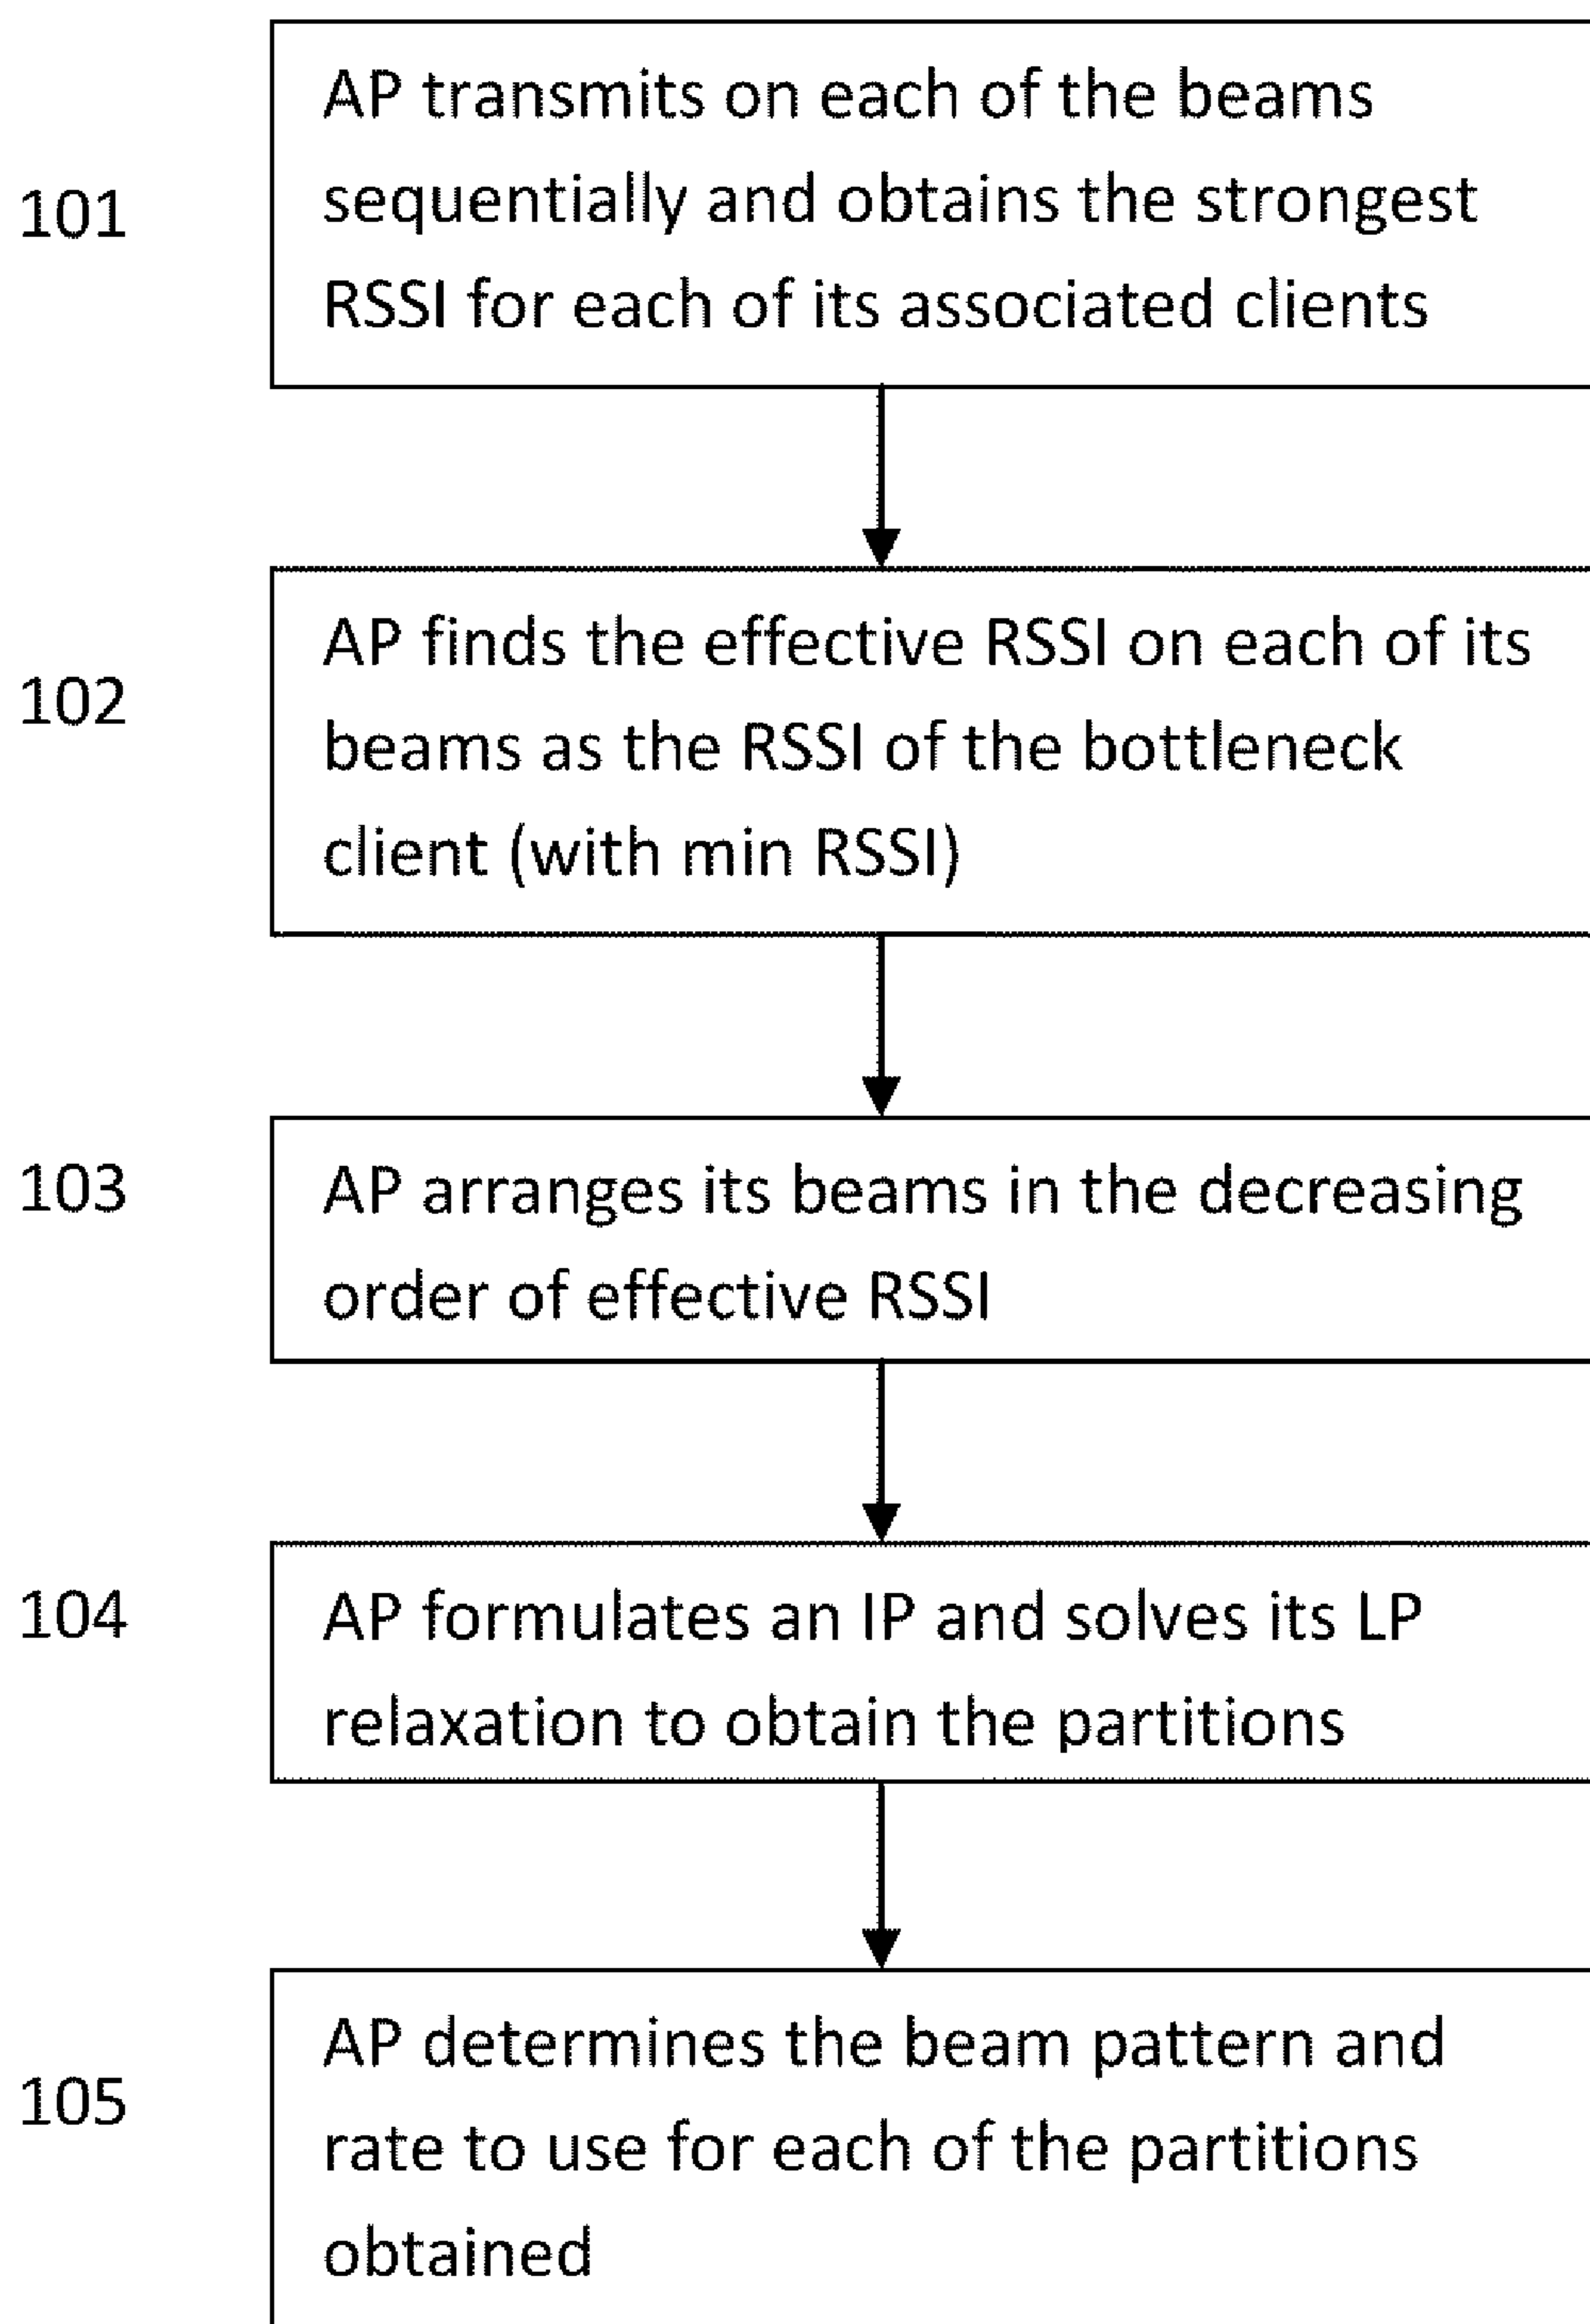 101
AP transmits on each of the beams
sequentially and obtains the strongest
RSSI for each of its associated clients
102
AP finds the effective RSSI on each of its
beams as the RSSI of the bottleneck
client (with min RSSI)
103
AP arranges its beams in the decreasing
order of effective RSSI
104
AP formulates an IP and solves its LP
relaxation to obtain the partitions
105
AP determines the beam pattern and
rate to use for each of the partitions
obtained